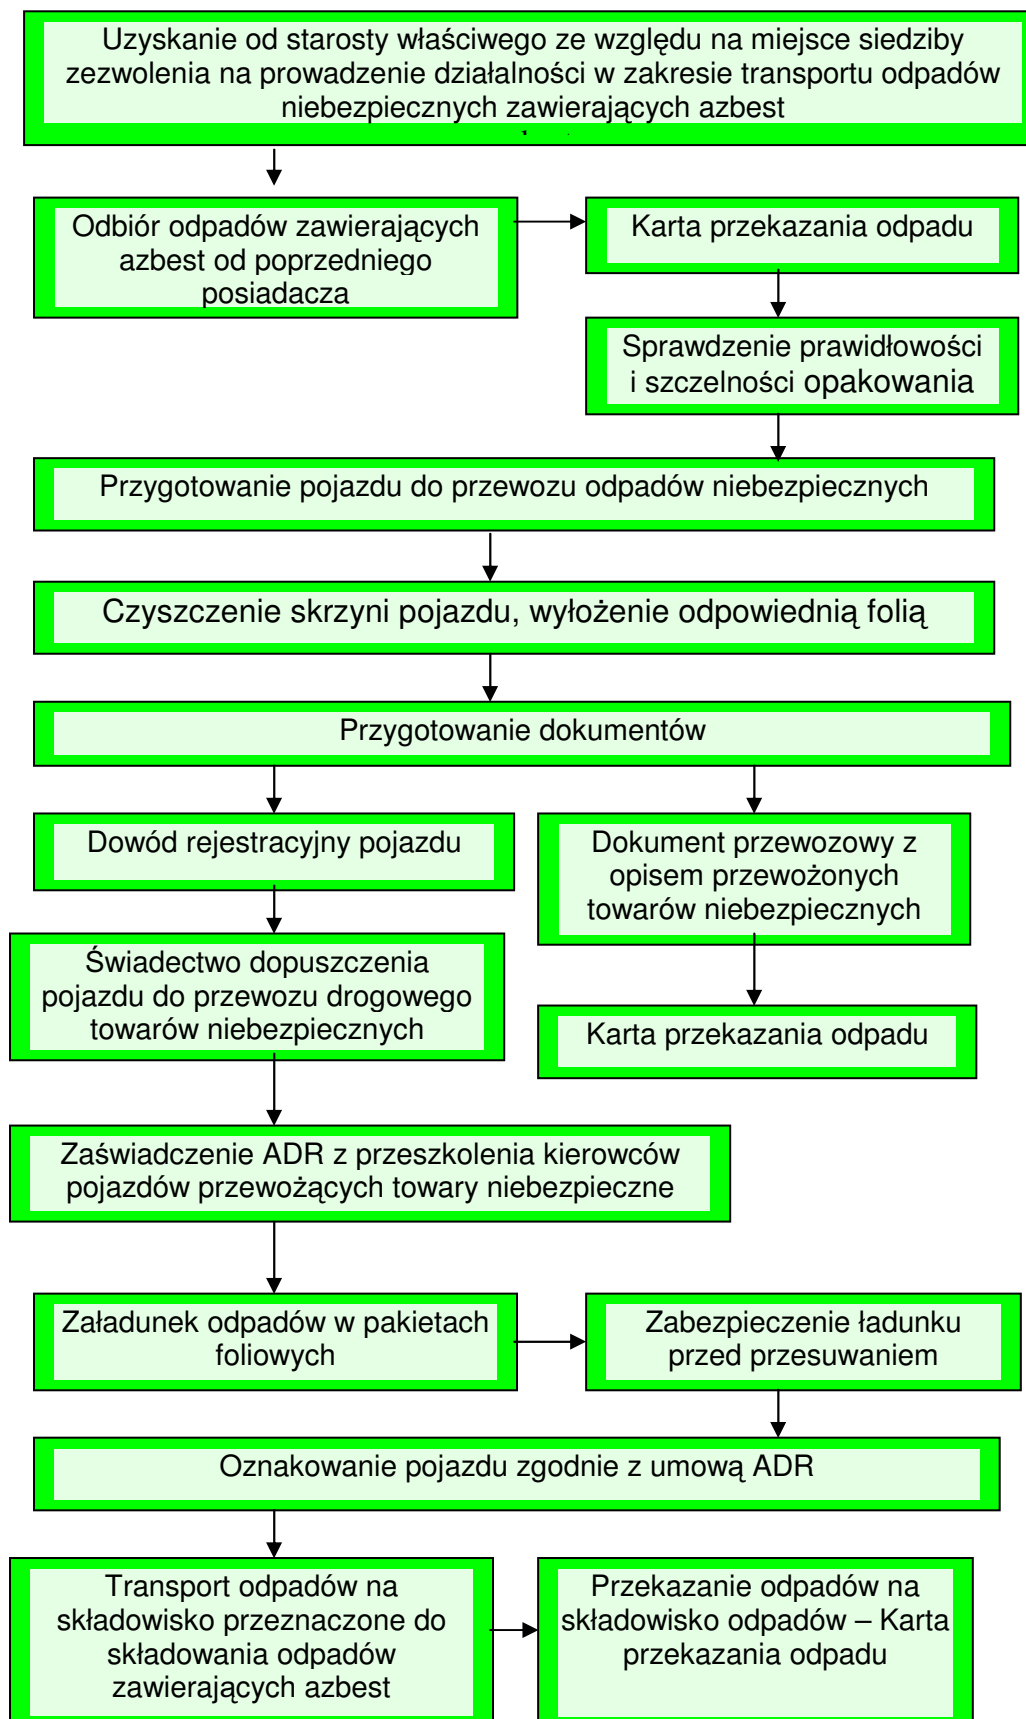 Uzyskanie od starosty właściwego ze względu na miejsce siedziby
zezwolenia na prowadzenie działalności w zakresie transportu odpadów
niebezpiecznych zawierających azbest
Odbiór odpadów zawierających
azbest od poprzedniego
posiadacza
Karta przekazania odpadu
Sprawdzenie prawidłowości
i szczelności opakowania
Przygotowanie pojazdu do przewozu odpadów niebezpiecznych
Czyszczenie skrzyni pojazdu, wyłożenie odpowiednią folią
Przygotowanie dokumentów
Dowód rejestracyjny pojazdu
Dokument przewozowy z
opisem przewożonych
towarów niebezpiecznych
Świadectwo dopuszczenia
pojazdu do przewozu drogowego
towarów niebezpiecznych
Karta przekazania odpadu
Zaświadczenie ADR z przeszkolenia kierowców
pojazdów przewożących towary niebezpieczne
Załadunek odpadów w pakietach
foliowych
Zabezpieczenie ładunku
przed przesuwaniem
Oznakowanie pojazdu zgodnie z umową ADR
Transport odpadów na
składowisko przeznaczone do
składowania odpadów
zawierających azbest
Przekazanie odpadów na
składowisko odpadów – Karta
przekazania odpadu